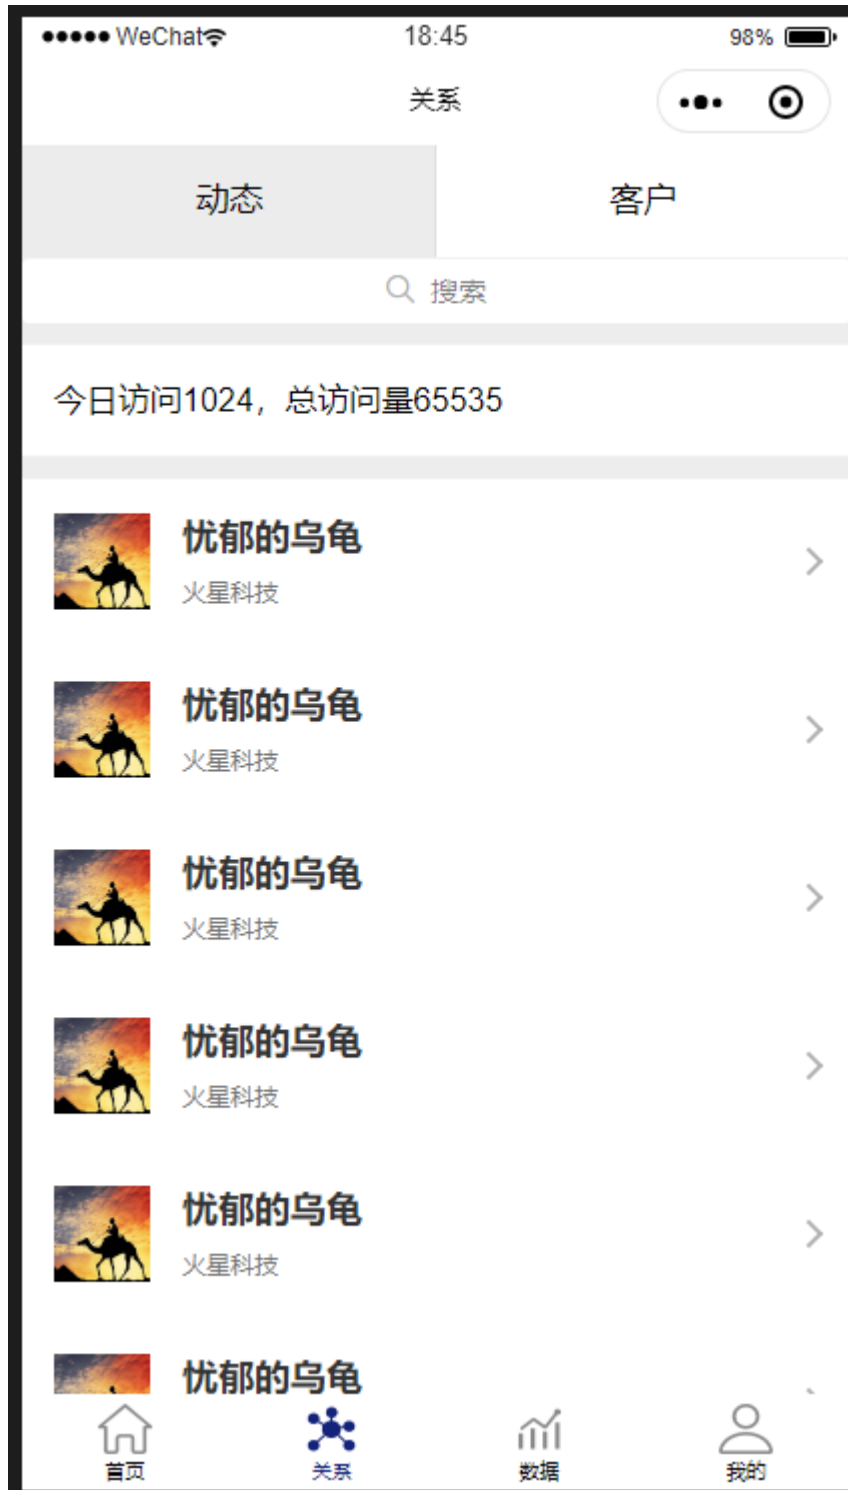 WeChat 18:45 98%
关系
动态 客户
搜索
今日访问1024，总访问量65535
忧郁的乌龟
火星科技
忧郁的乌龟
火星科技
忧郁的乌龟
火星科技
忧郁的乌龟
火星科技
忧郁的乌龟
火星科技
忧郁的乌龟
首页 关系 数据 我的